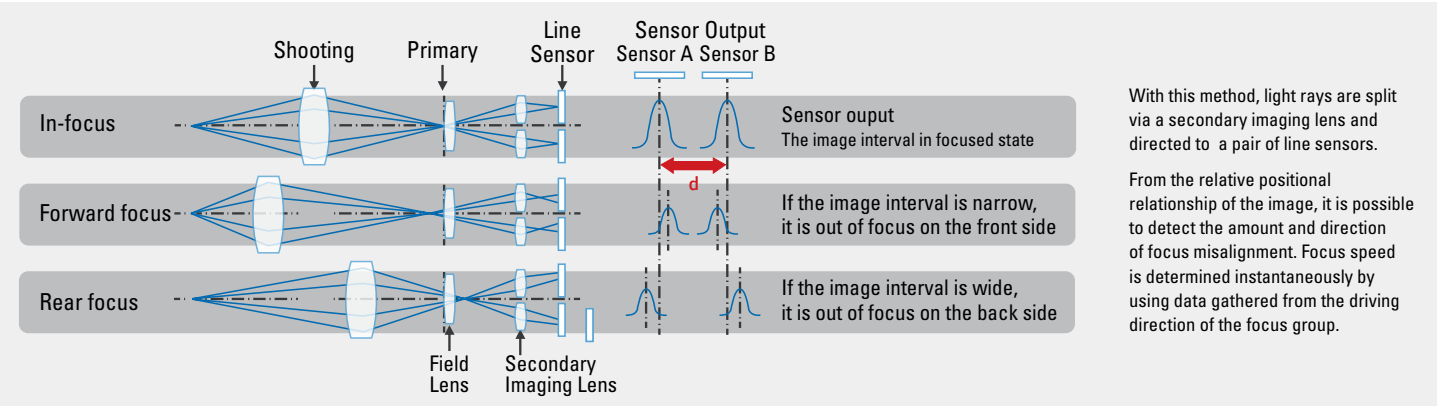 Shooting
Primary
Line
Sensor
Sensor Output
Sensor A Sensor B
In-focus
Sensor ouput
The image interval in focused state
d
Forward focus
If the image interval is narrow,
it is out of focus on the front side
Rear focus
If the image interval is wide,
it is out of focus on the back side
Field
Lens
Secondary
Imaging Lens
With this method, light rays are split
via a secondary imaging lens and
directed to a pair of line sensors.
From the relative positional
relationship of the image, it is possible
to detect the amount and direction
of focus misalignment. Focus speed
is determined instantaneously by
using data gathered from the driving
direction of the focus group.